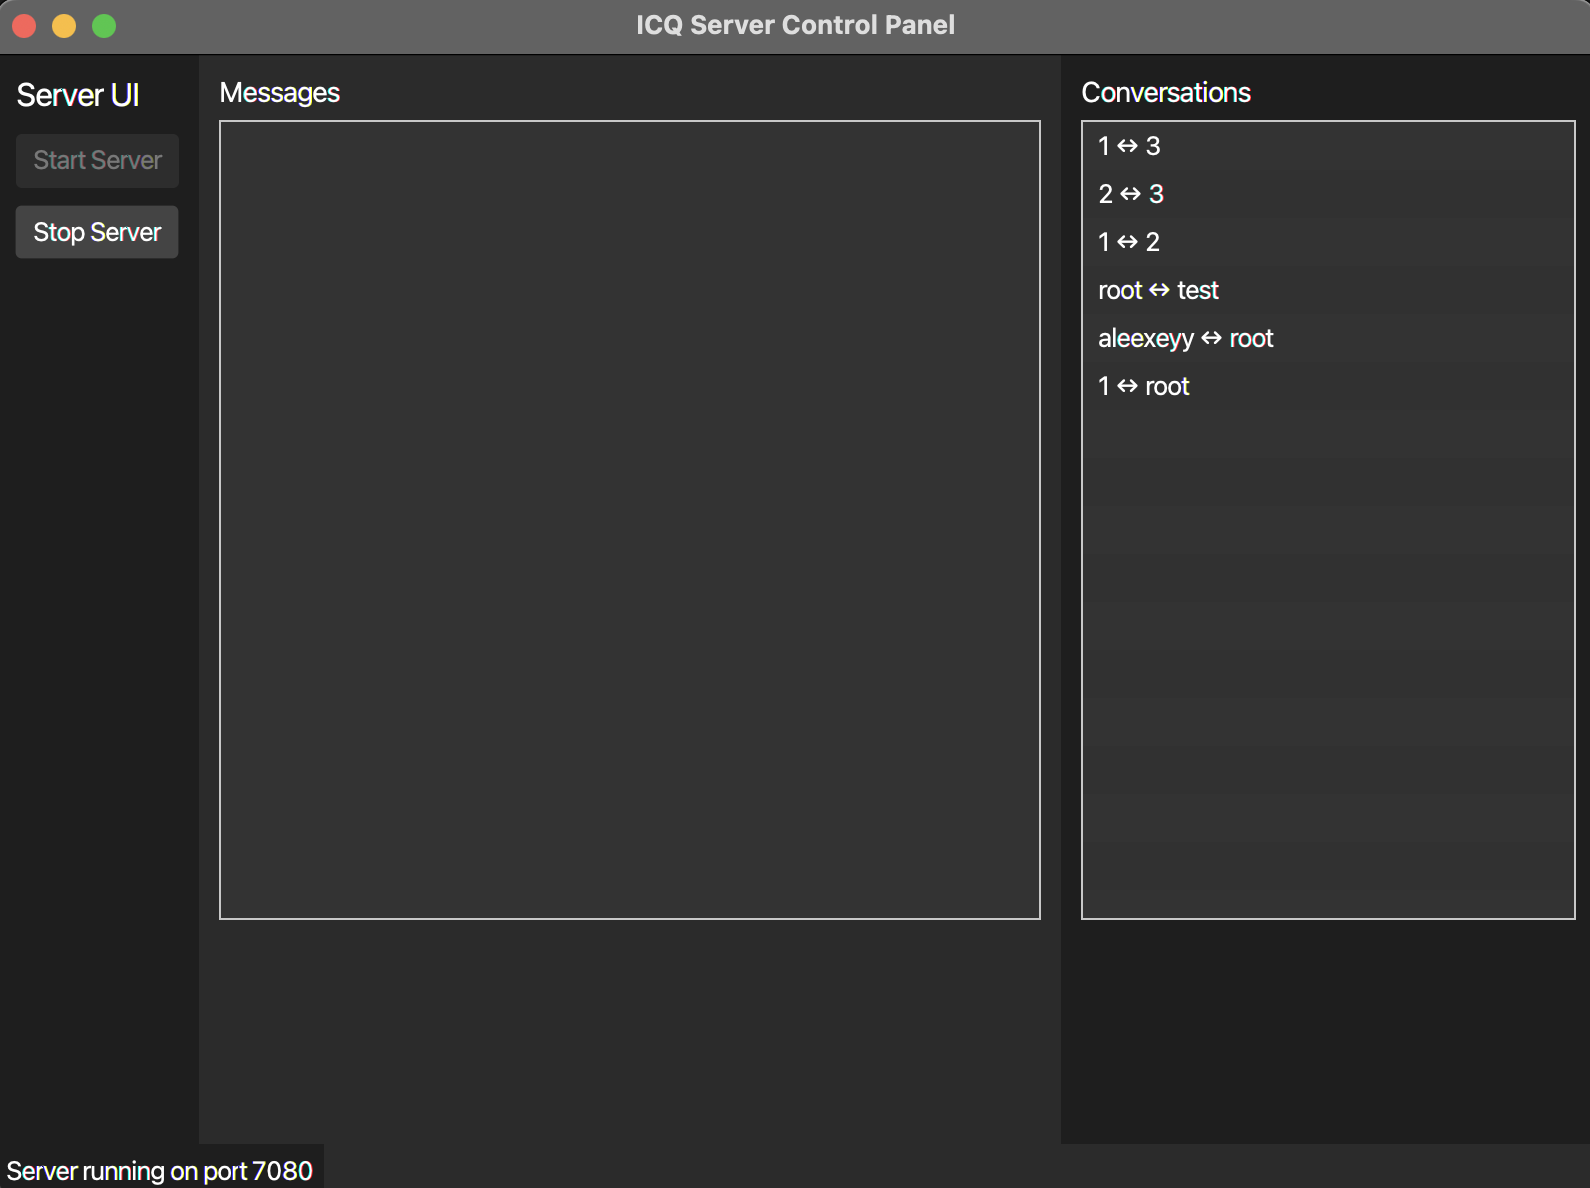 ICQ Server Control Panel
Server UI
Start Server
Stop Server
Messages
Conversations
1 ↔ 3
2 ↔ 3
1 ↔ 2
root ↔ test
aleexeyy ↔ root
1 ↔ root
Server running on port 7080